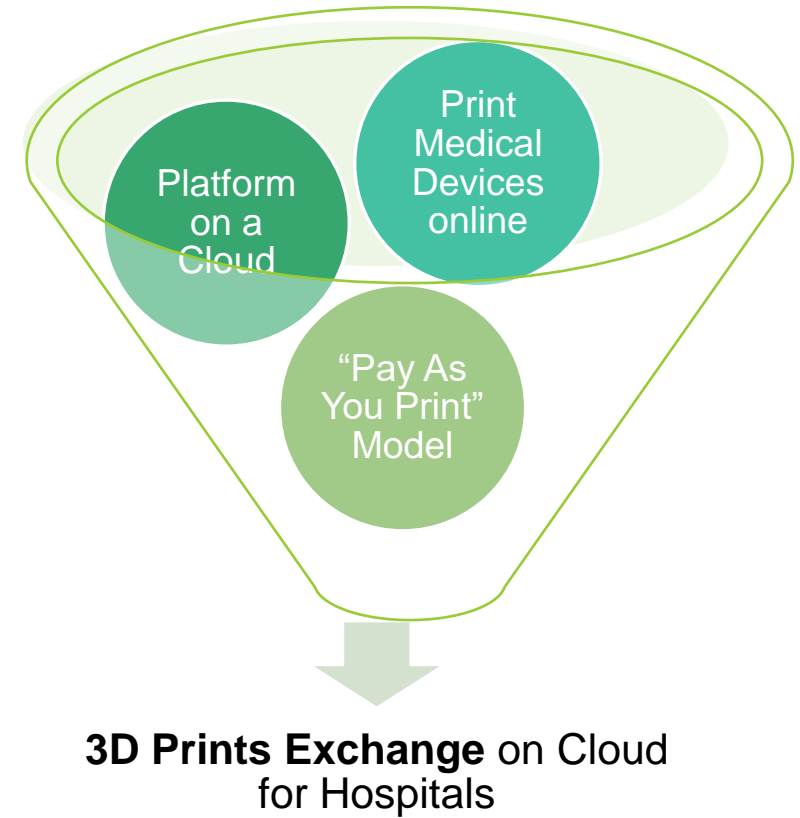 Platform
on a
Cloud
Print
Medical
Devices
online
“Pay As
You Print”
Model
3D Prints Exchange on Cloud
for Hospitals